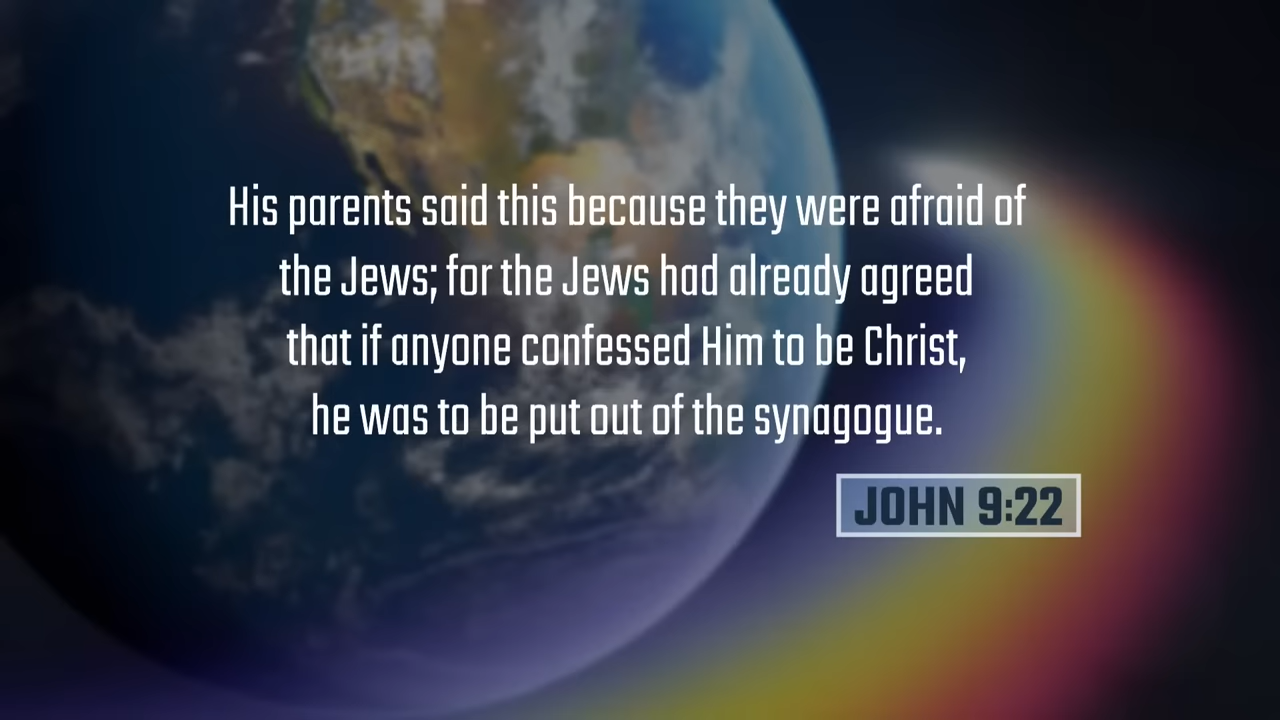 His parents said this because they were afraid of
the Jews; for the Jews had already agreed
that if anyone confessed Him to be Christ,
he was to be put out of the synagogue.
JOHN 9:22